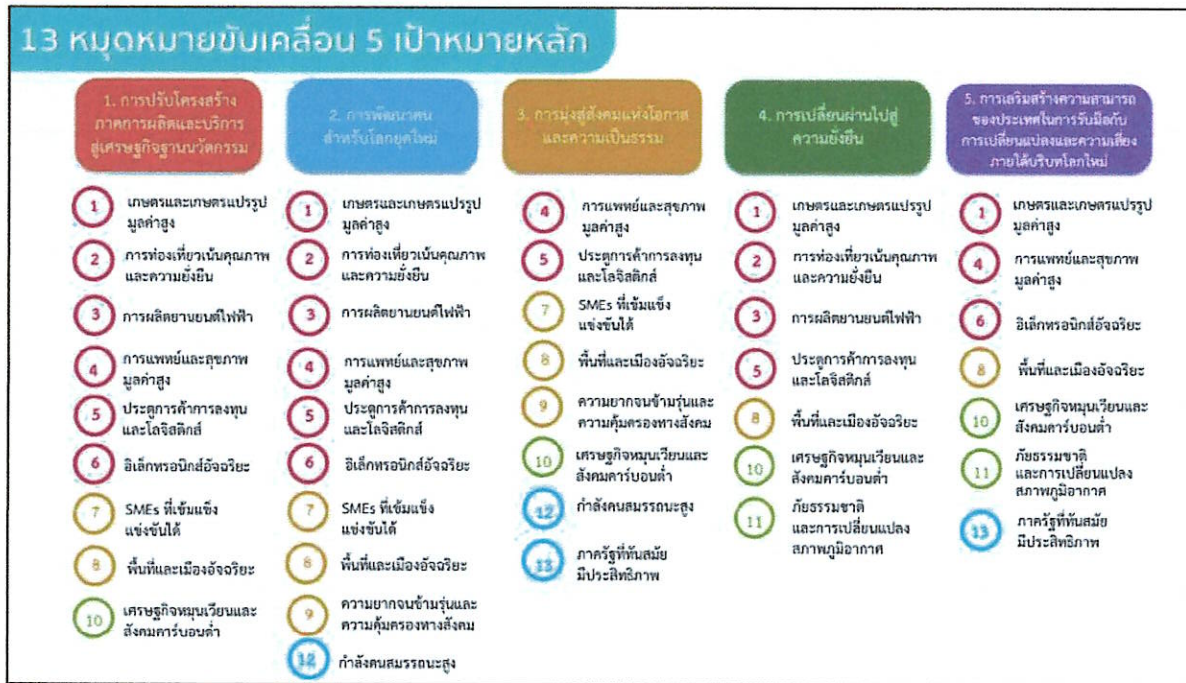 13 หมุดหมายขับเคลื่อน 5 เป้าหมายหลัก
1. การปรับโครงสร้าง
ภาคการผลิตและบริการ
สู่เศรษฐกิจฐานนวัตกรรม
1 เกษตรและเกษตรแปรรูป
มูลค่าสูง
2 การท่องเที่ยวเน้นคุณภาพ
และความยั่งยืน
3 การผลิตยานยนต์ไฟฟ้า
4 การแพทย์และสุขภาพ
มูลค่าสูง
5 ประตูการค้าการลงทุน
และโลจิสติกส์
6 อิเล็กทรอนิกส์อัจฉริยะ
7 SMEs ที่เข้มแข็ง
แข่งขันได้
8 พื้นที่และเมืองอัจฉริยะ
10 เศรษฐกิจหมุนเวียนและ
สังคมคาร์บอนต่ำ
2. การพัฒนาคน
สำหรับโลกยุคใหม่
1 เกษตรและเกษตรแปรรูป
มูลค่าสูง
2 การท่องเที่ยวเน้นคุณภาพ
และความยั่งยืน
3 การผลิตยานยนต์ไฟฟ้า
4 การแพทย์และสุขภาพ
มูลค่าสูง
5 ประตูการค้าการลงทุน
และโลจิสติกส์
6 อิเล็กทรอนิกส์อัจฉริยะ
7 SMEs ที่เข้มแข็ง
แข่งขันได้
8 พื้นที่และเมืองอัจฉริยะ
9 ความยากจนข้ามรุ่นและ
ความคุ้มครองทางสังคม
12 กำลังคนสมรรถนะสูง
3. การมุ่งสู่สังคมแห่งโอกาส
และความเป็นธรรม
4 การแพทย์และสุขภาพ
มูลค่าสูง
5 ประตูการค้าการลงทุน
และโลจิสติกส์
7 SMEs ที่เข้มแข็ง
แข่งขันได้
8 พื้นที่และเมืองอัจฉริยะ
9 ความยากจนข้ามรุ่นและ
ความคุ้มครองทางสังคม
10 เศรษฐกิจหมุนเวียนและ
สังคมคาร์บอนต่ำ
12 กำลังคนสมรรถนะสูง
13 ภาครัฐที่ทันสมัย
มีประสิทธิภาพ
4. การเปลี่ยนผ่านไปสู่
ความยั่งยืน
1 เกษตรและเกษตรแปรรูป
มูลค่าสูง
2 การท่องเที่ยวเน้นคุณภาพ
และความยั่งยืน
3 การผลิตยานยนต์ไฟฟ้า
5 ประตูการค้าการลงทุน
และโลจิสติกส์
8 พื้นที่และเมืองอัจฉริยะ
10 เศรษฐกิจหมุนเวียนและ
สังคมคาร์บอนต่ำ
11 ภัยธรรมชาติ
และการเปลี่ยนแปลง
สภาพภูมิอากาศ
5. การเสริมสร้างความสามารถ
ของประเทศในการรับมือกับ
การเปลี่ยนแปลงและความเสี่ยง
ภายใต้บริบทโลกใหม่
1 เกษตรและเกษตรแปรรูป
มูลค่าสูง
4 การแพทย์และสุขภาพ
มูลค่าสูง
6 อิเล็กทรอนิกส์อัจฉริยะ
8 พื้นที่และเมืองอัจฉริยะ
10 เศรษฐกิจหมุนเวียนและ
สังคมคาร์บอนต่ำ
11 ภัยธรรมชาติ
และการเปลี่ยนแปลง
สภาพภูมิอากาศ
13 ภาครัฐที่ทันสมัย
มีประสิทธิภาพ